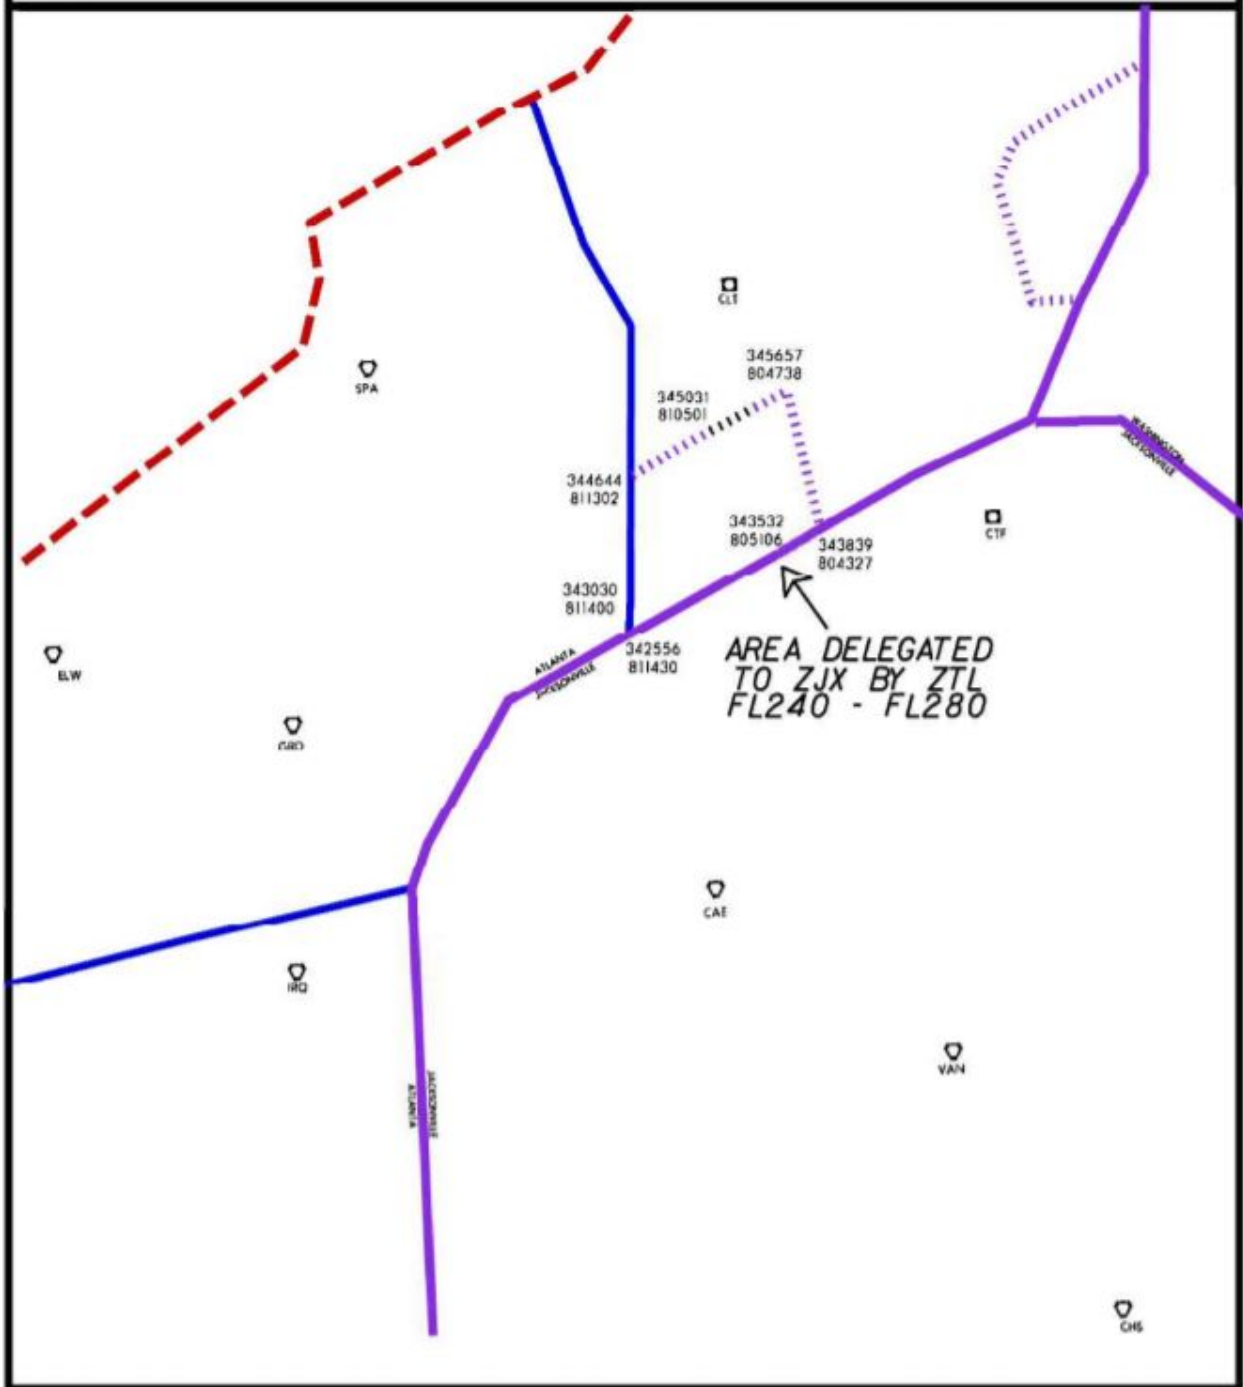 CLT
345657
804738
SPA
345031
810501
WASHINGTON
JACKSONVILLE
344644
811302
343532
805106
CTF
343839
804327
343030
811400
342556
811430
AREA DELEGATED
TO ZJX BY ZTL
FL240 - FL280
ATLANTA
JACKSONVILLE
ELW
GRD
CAE
IRQ
VAN
JACKSONVILLE
ATLANTA
CHS